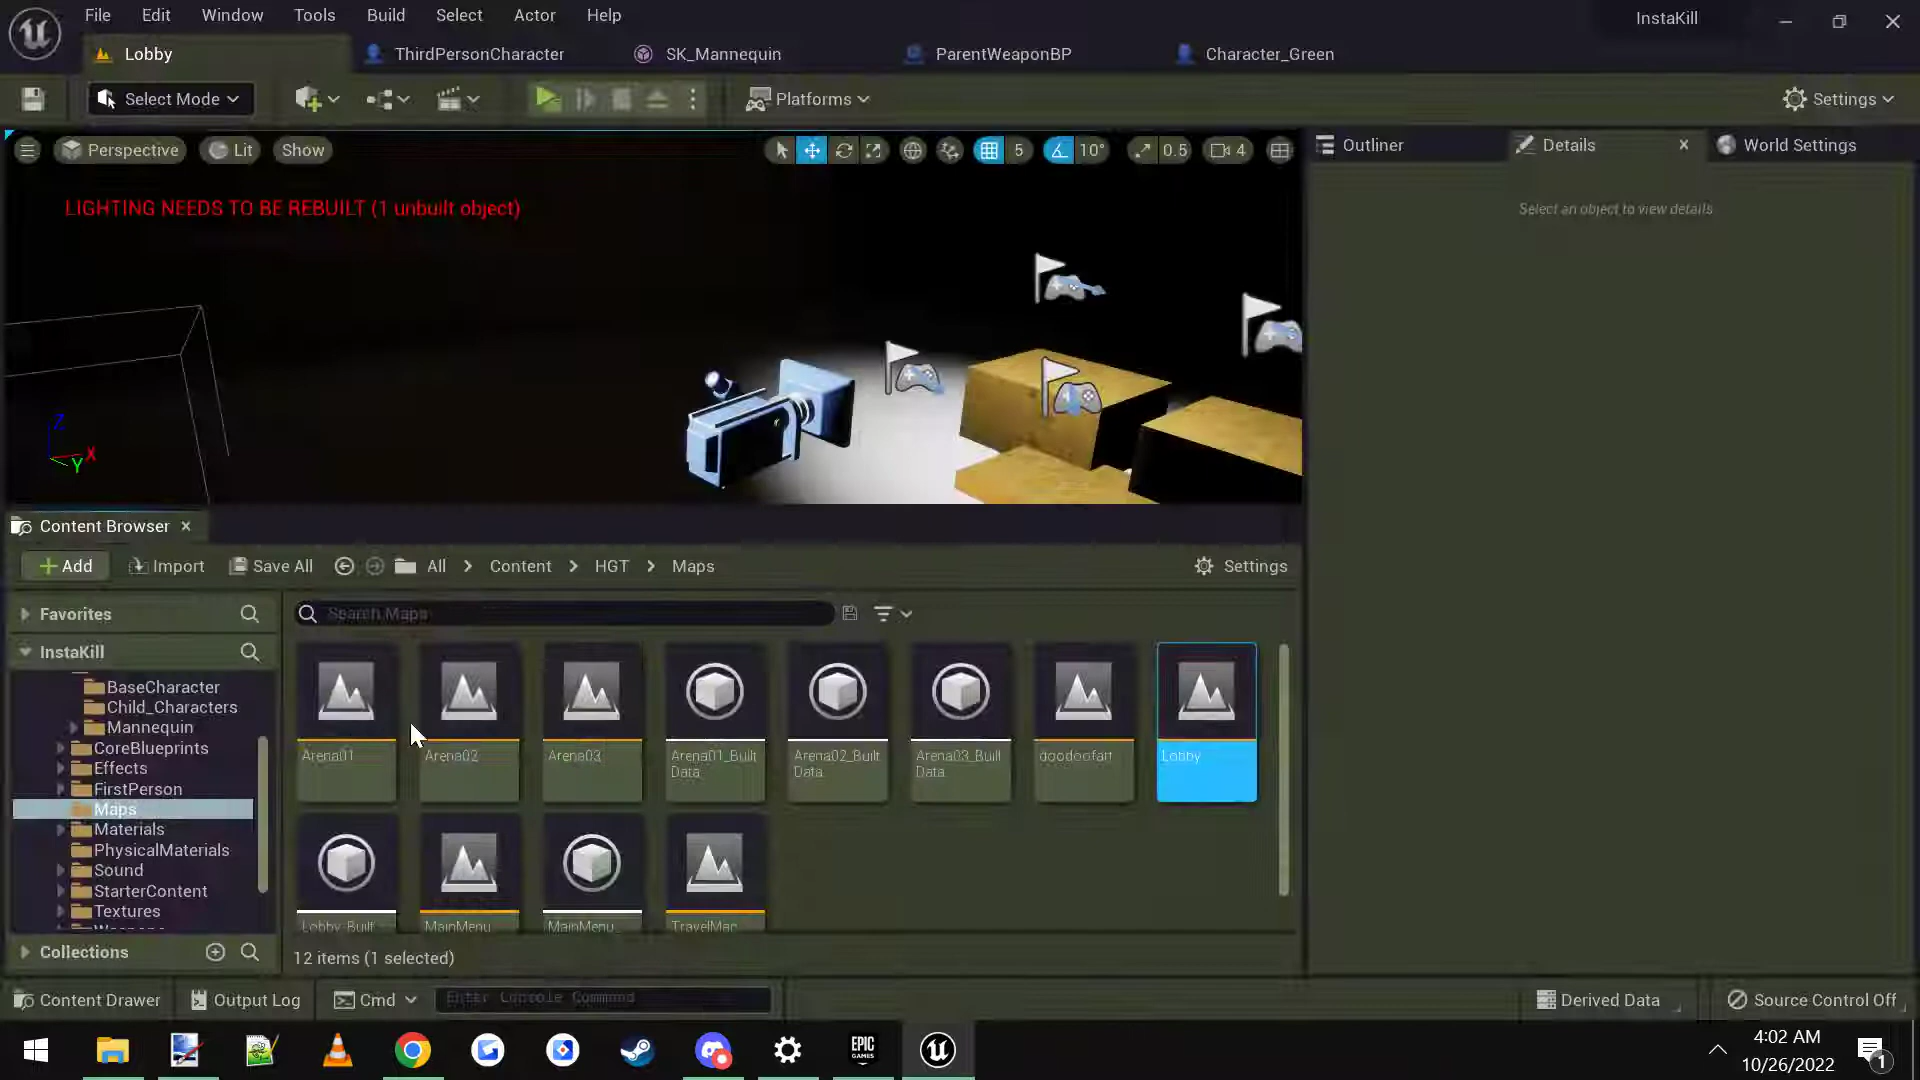 File Edit Window Tools Build Select Actor Help InstaKill
Lobby ThirdPersonCharacter SK_Mannequin ParentWeaponBP Character_Green
Select Mode Platforms Settings
Perspective Lit Show 5 10° 0.5 4 Outliner Details World Settings
LIGHTING NEEDS TO BE REBUILT (1 unbuilt object) Select an object to view details
Z
X
Y
Content Browser
Add Import Save All All Content HGT Maps Settings
Favorites Search Maps
InstaKill
BaseCharacter
Child_Characters
Mannequin
CoreBlueprints
Effects
FirstPerson
Maps
Materials
PhysicalMaterials
Sound
StarterContent
Textures
Arena01 Arena02 Arena03 Arena01_Built Arena02_Built Arena03_Built Lobby
Data Data Data
Lobby_Built MainMenu MainMenu_ TravelMap
Collections 12 items (1 selected)
Content Drawer Output Log Cmd Enter Console Command Derived Data Source Control Off
EPIC GAMES 4:02 AM 1
10/26/2022